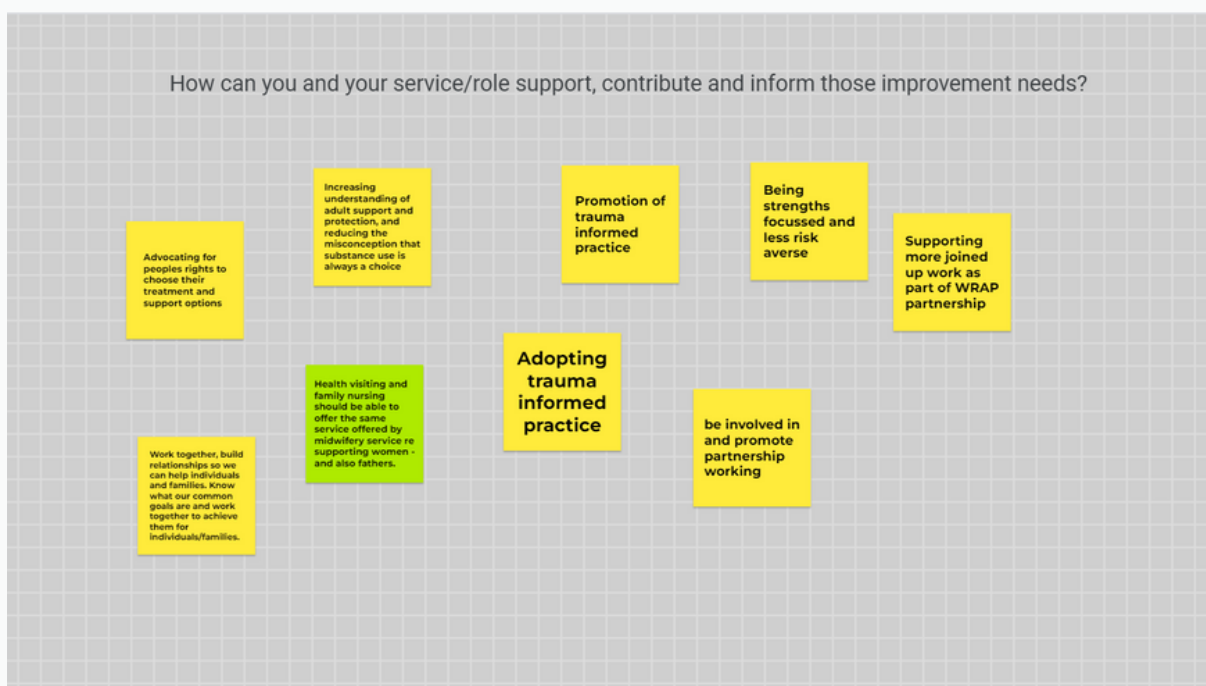 How can you and your service/role support, contribute and inform those improvement needs?
Advocating for
peoples rights to
choose their
treatment and
support options
Increasing
understanding of
adult support and
protection, and
reducing the
misconception that
substance use is
always a choice
Promotion of
trauma
informed
practice
Being
strengths
focussed and
less risk
averse
Supporting
more joined
up work as
part of WRAP
partnership
Work together, build
relationships so we
can help individuals
and families. Know
what our common
goals are and work
together to achieve
them for
individuals/families.
Health visiting and
family nursing
should be able to
offer the same
service offered by
midwifery service re
supporting women -
and also fathers.
Adopting
trauma
informed
practice
be involved in
and promote
partnership
working